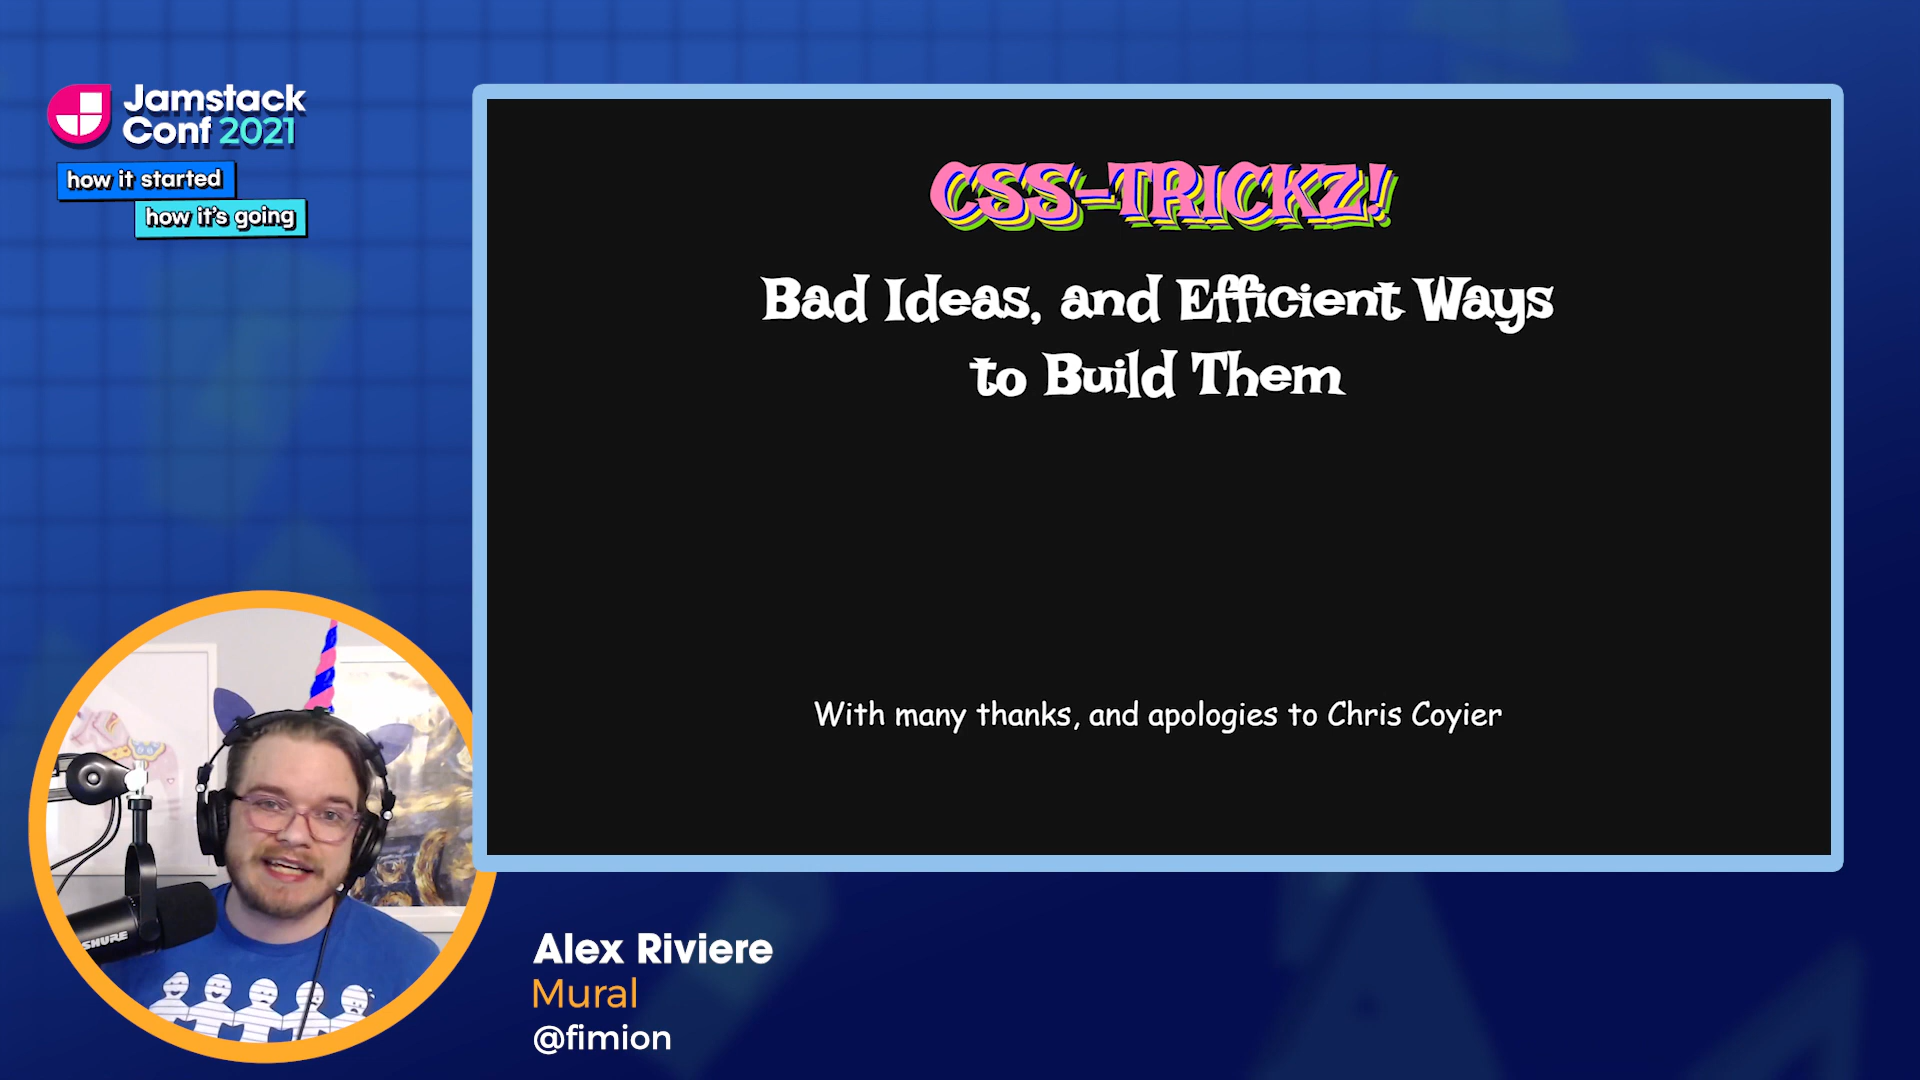 Jamstack
Conf 2021
how it started
how it's going
CSS-TRICKZ!
Bad Ideas, and Efficient Ways
to Build Them
With many thanks, and apologies to Chris Coyier
SHURE
Alex Riviere
Mural
@fimion